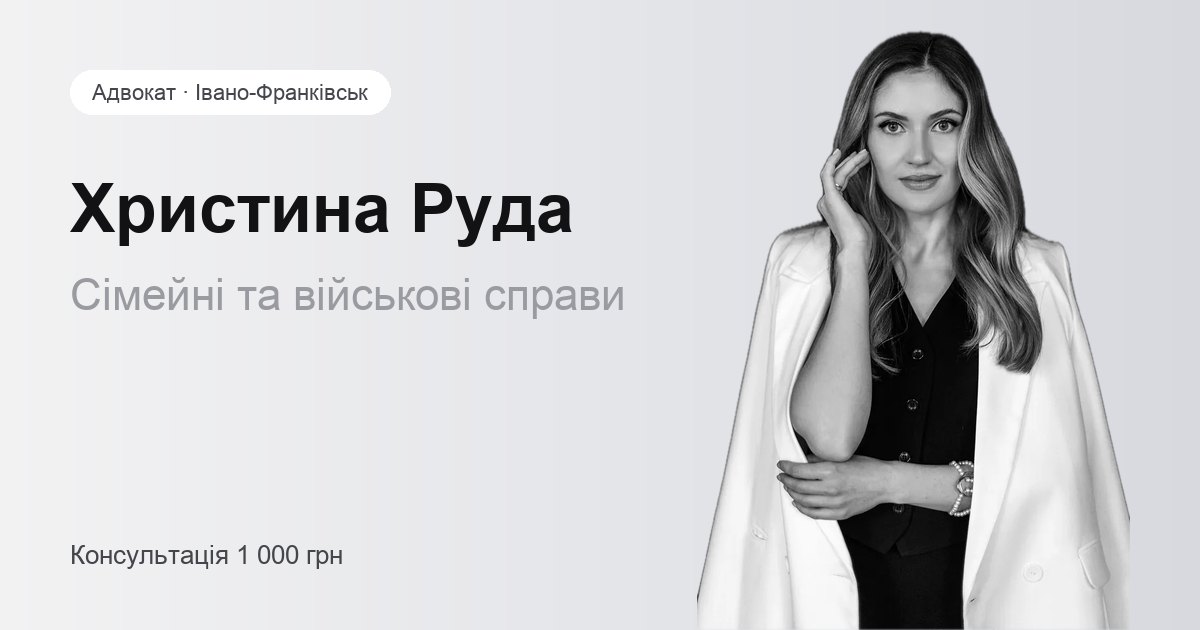 Адвокат · Івано-Франківськ
Христина Руда
Сімейні та військові справи
Консультація 1 000 грн